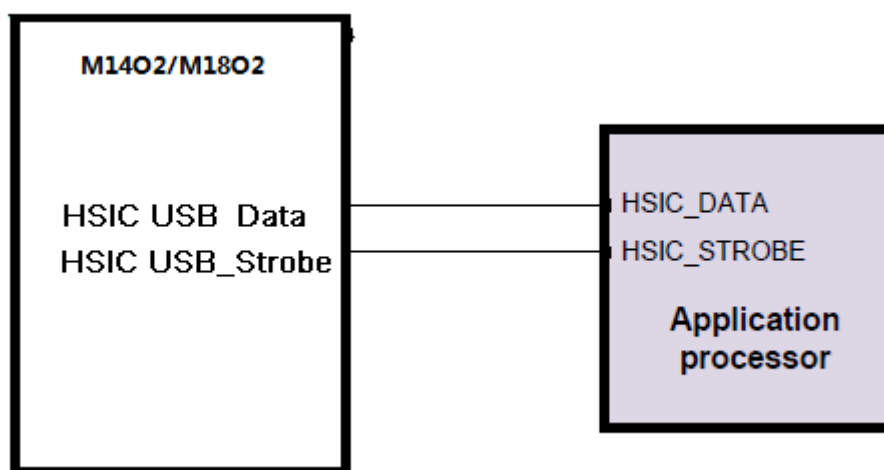 M14O2/M18O2
HSIC USB Data
HSIC USB_Strobe
HSIC_DATA
HSIC_STROBE
Application
processor